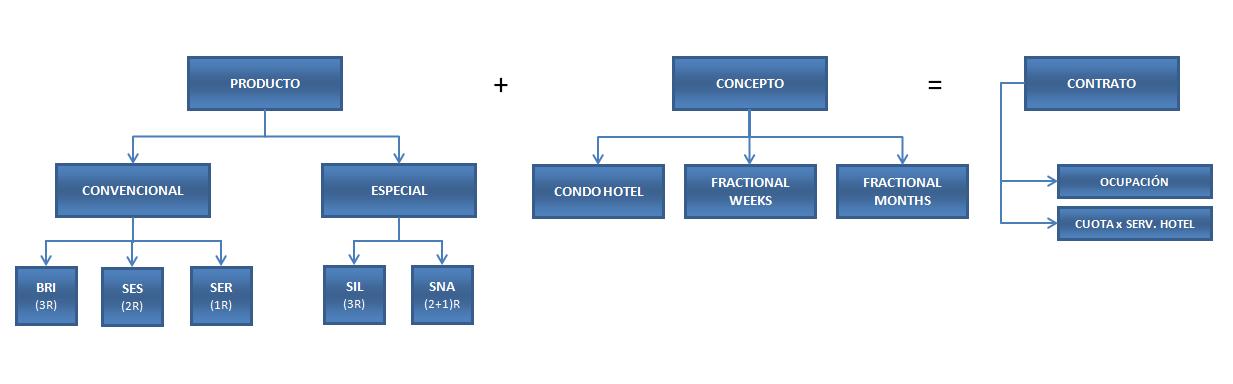 PRODUCTO
+
CONCEPTO
=
CONTRATO
CONVENCIONAL
ESPECIAL
CONDO HOTEL
FRACTIONAL
WEEKS
FRACTIONAL
MONTHS
OCUPACIÓN
CUOTA x SERV. HOTEL
BRI
(3R)
SES
(2R)
SER
(1R)
SIL
(3R)
SNA
(2+1)R